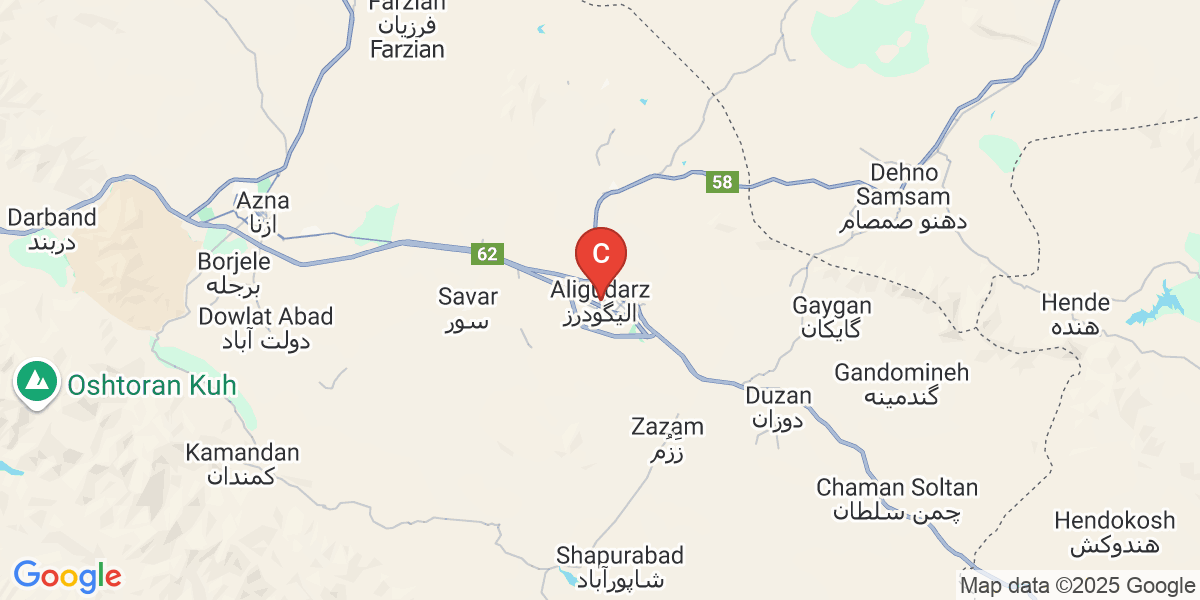 Farzian
فرزیان
Farzian
58
Dehno
Samsam
دهنو صمصام
Azna
ازنا
Darband
دربند
62
C
Borjele
برجله
Aligudarz
الیگودرز
Savar
سور
Gaygan
گایکان
Hende
هنده
Dowlat Abad
دولت آباد
Oshtoran Kuh
Gandomineh
گندمینه
Duzan
دوزان
Zazam
زِزُم
Kamandan
کمندان
Chaman Soltan
چمن سلطان
Hendokosh
هندوکش
Shapurabad
شاپورآباد
Google
Map data ©2025 Google